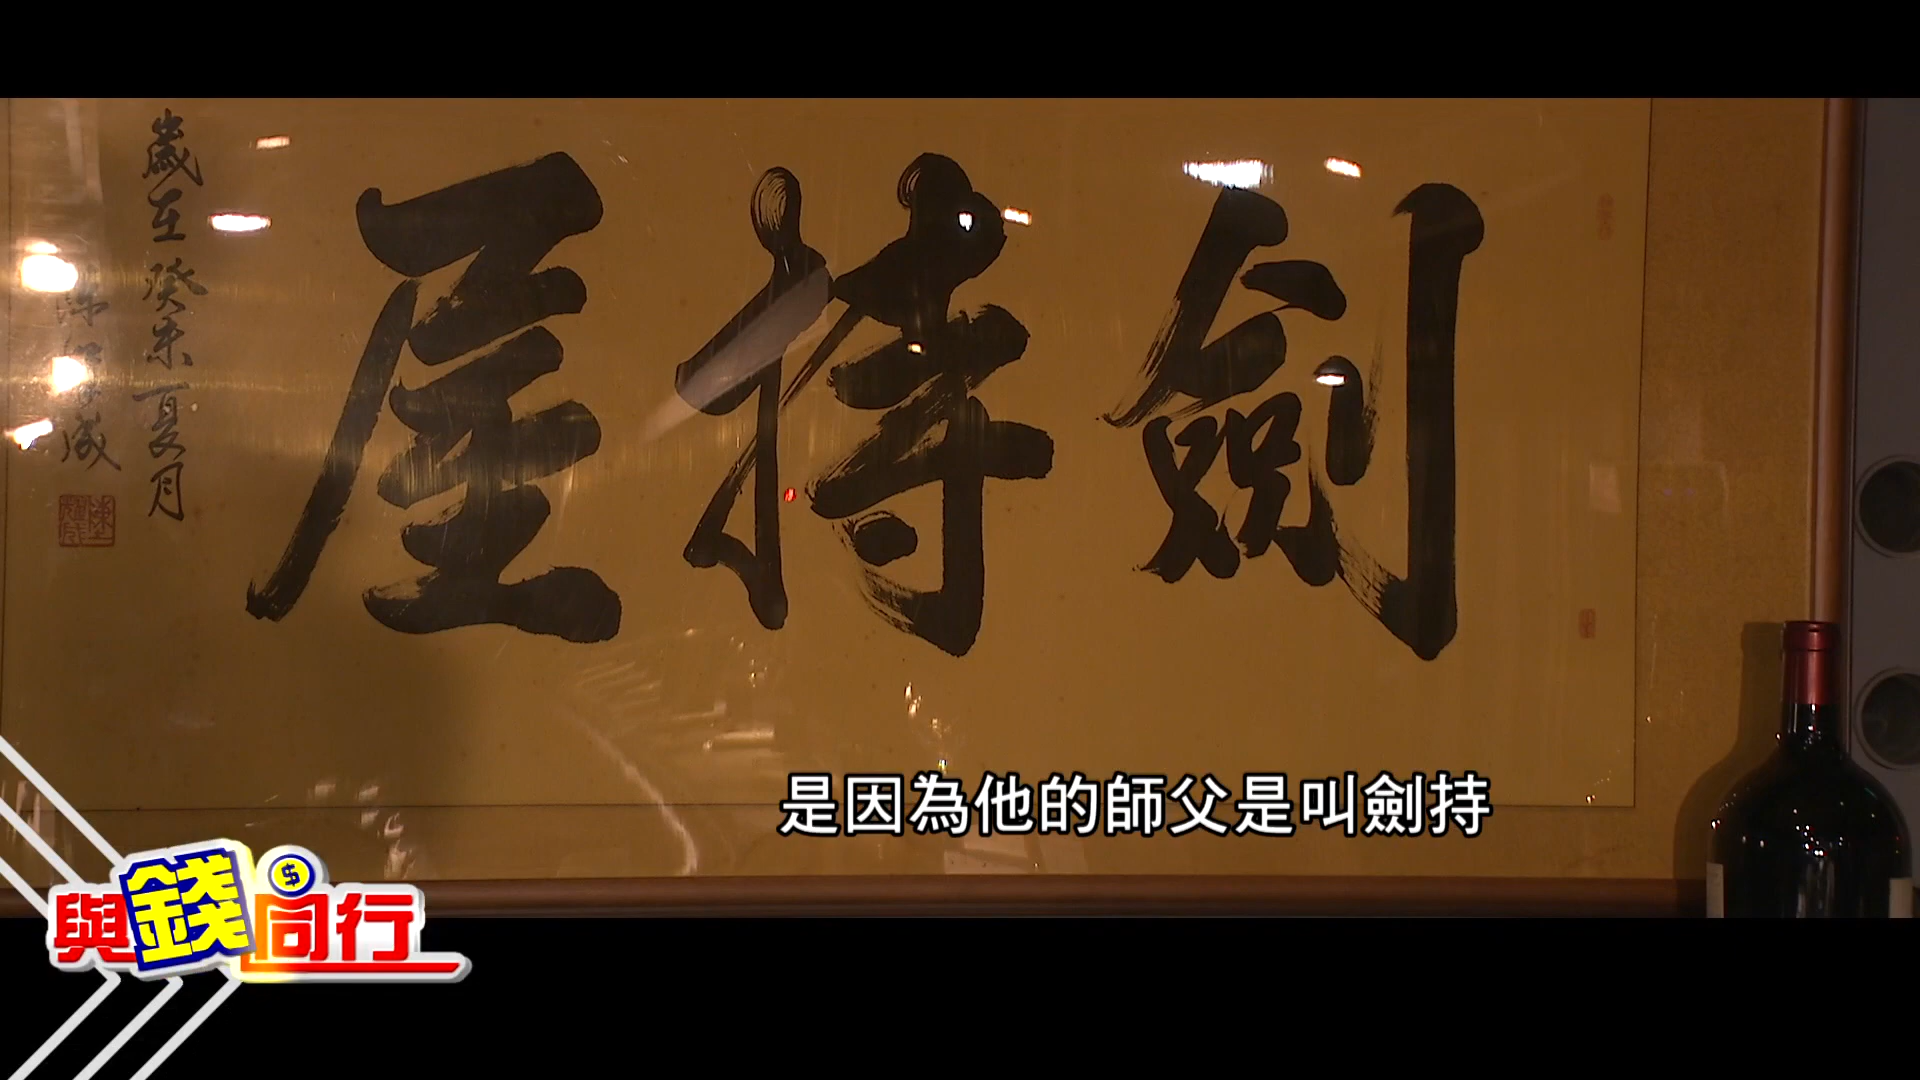 劍持屋
歲在癸未夏月
成
是因為他的師父是叫劍持
與錢同行